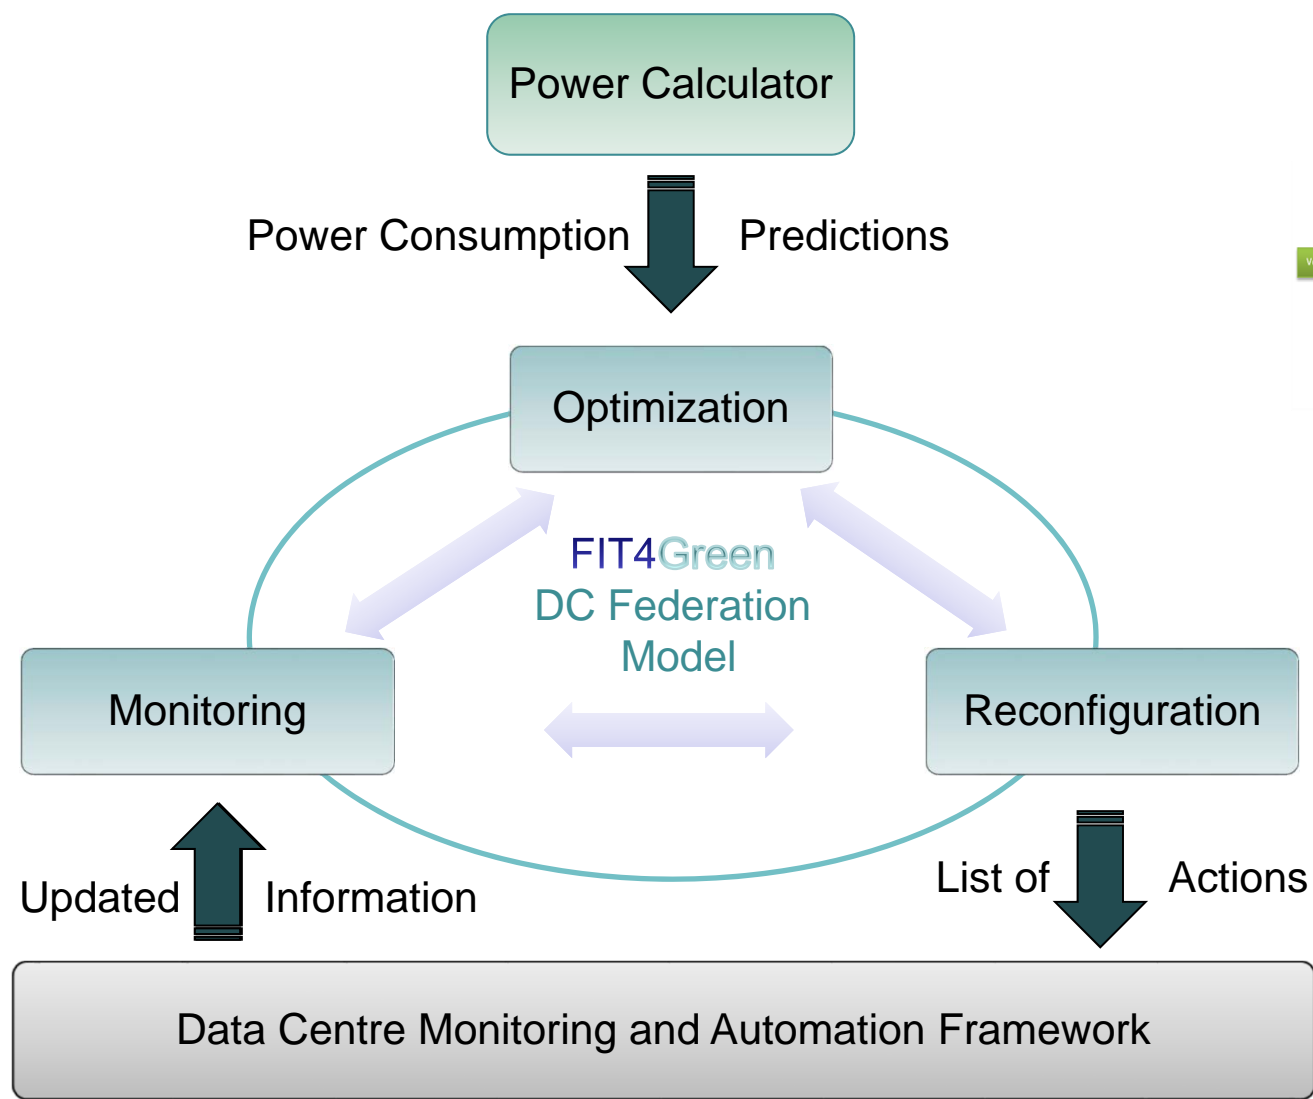 Power Calculator
Power Consumption Predictions
Optimization
FIT4Green
DC Federation
Model
Monitoring
Reconfiguration
Updated Information
List of Actions
Data Centre Monitoring and Automation Framework